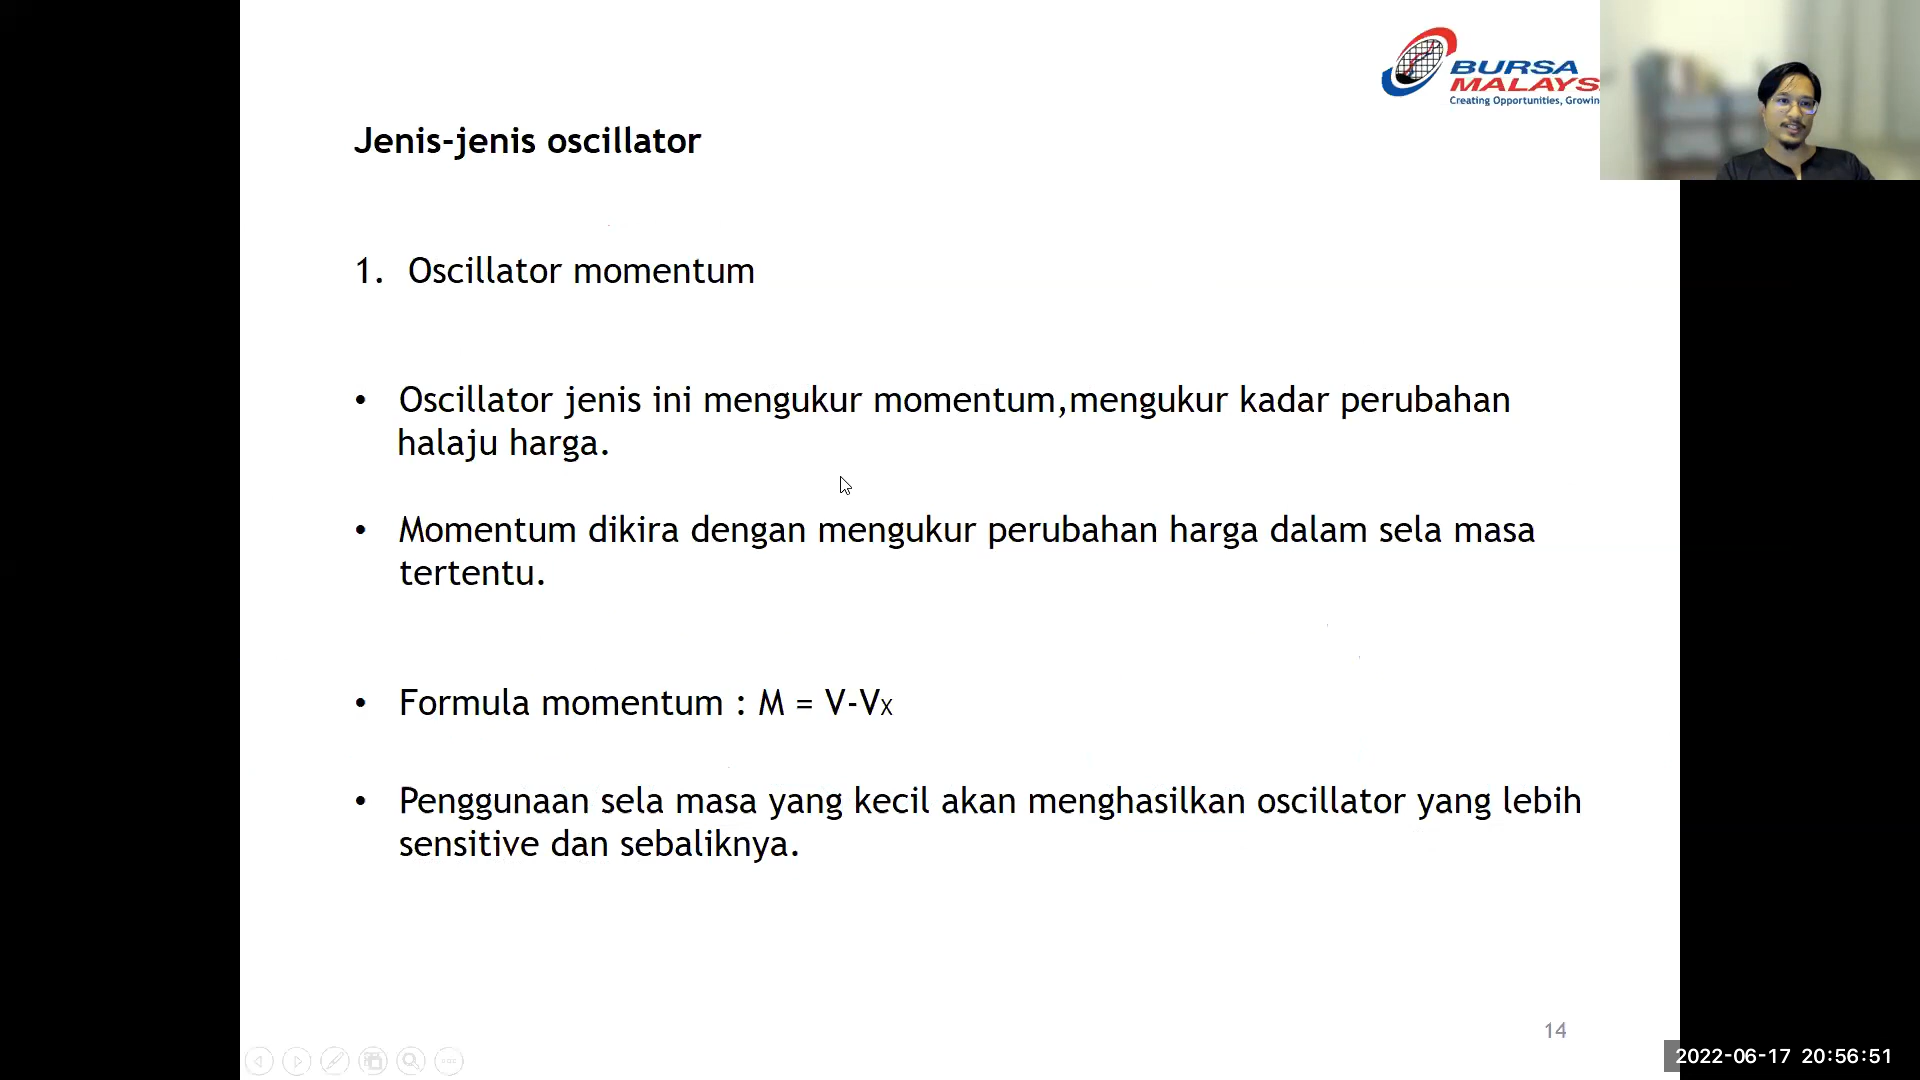 BURSA
MALAYS
Creating Opportunities, Growin
Jenis-jenis oscillator
1. Oscillator momentum
• Oscillator jenis ini mengukur momentum,mengukur kadar perubahan
halaju harga.
• Momentum dikira dengan mengukur perubahan harga dalam sela masa
tertentu.
• Formula momentum : M = V-Vx
• Penggunaan sela masa yang kecil akan menghasilkan oscillator yang lebih
sensitive dan sebaliknya.
14
2022-06-17 20:56:51